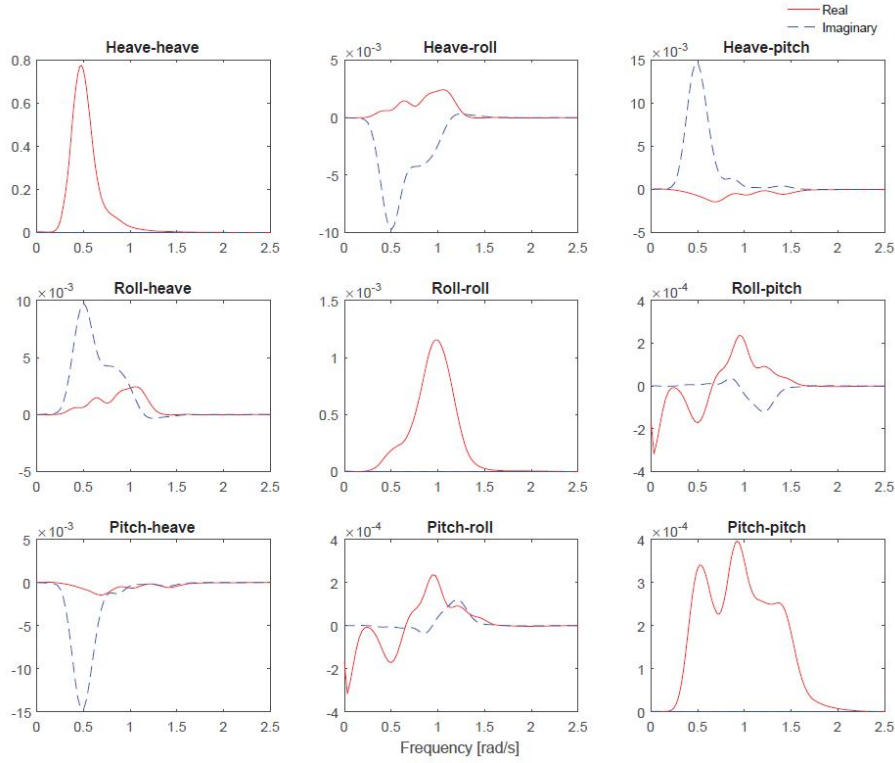 Real
Imaginary
Heave-heave
Heave-roll
Heave-pitch
0.8
0.6
0.4
0.2
0
0 0.5 1 1.5 2 2.5
×10-3
5
0
-5
-10
0 0.5 1 1.5 2 2.5
×10-3
15
10
5
0
-5
0 0.5 1 1.5 2 2.5
Roll-heave
Roll-roll
Roll-pitch
×10-3
10
5
0
-5
0 0.5 1 1.5 2 2.5
×10-3
1.5
1
0.5
0
0 0.5 1 1.5 2 2.5
×10-4
4
2
0
-2
-4
0 0.5 1 1.5 2 2.5
Pitch-heave
Pitch-roll
Pitch-pitch
×10-3
5
0
-5
-10
-15
0 0.5 1 1.5 2 2.5
×10-4
4
2
0
-2
-4
0 0.5 1 1.5 2 2.5
×10-4
4
3
2
1
0
0 0.5 1 1.5 2 2.5
Frequency [rad/s]